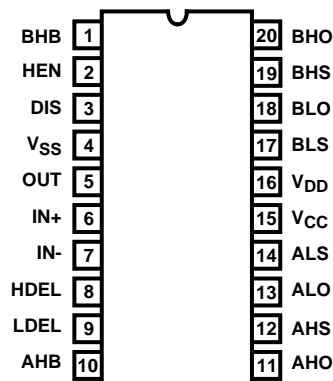 BHB 1 20 BHO
HEN 2 19 BHS
DIS 3 18 BLO
VSS 4 17 BLS
OUT 5 16 VDD
IN+ 6 15 VCC
IN- 7 14 ALS
HDEL 8 13 ALO
LDEL 9 12 AHS
AHB 10 11 AHO